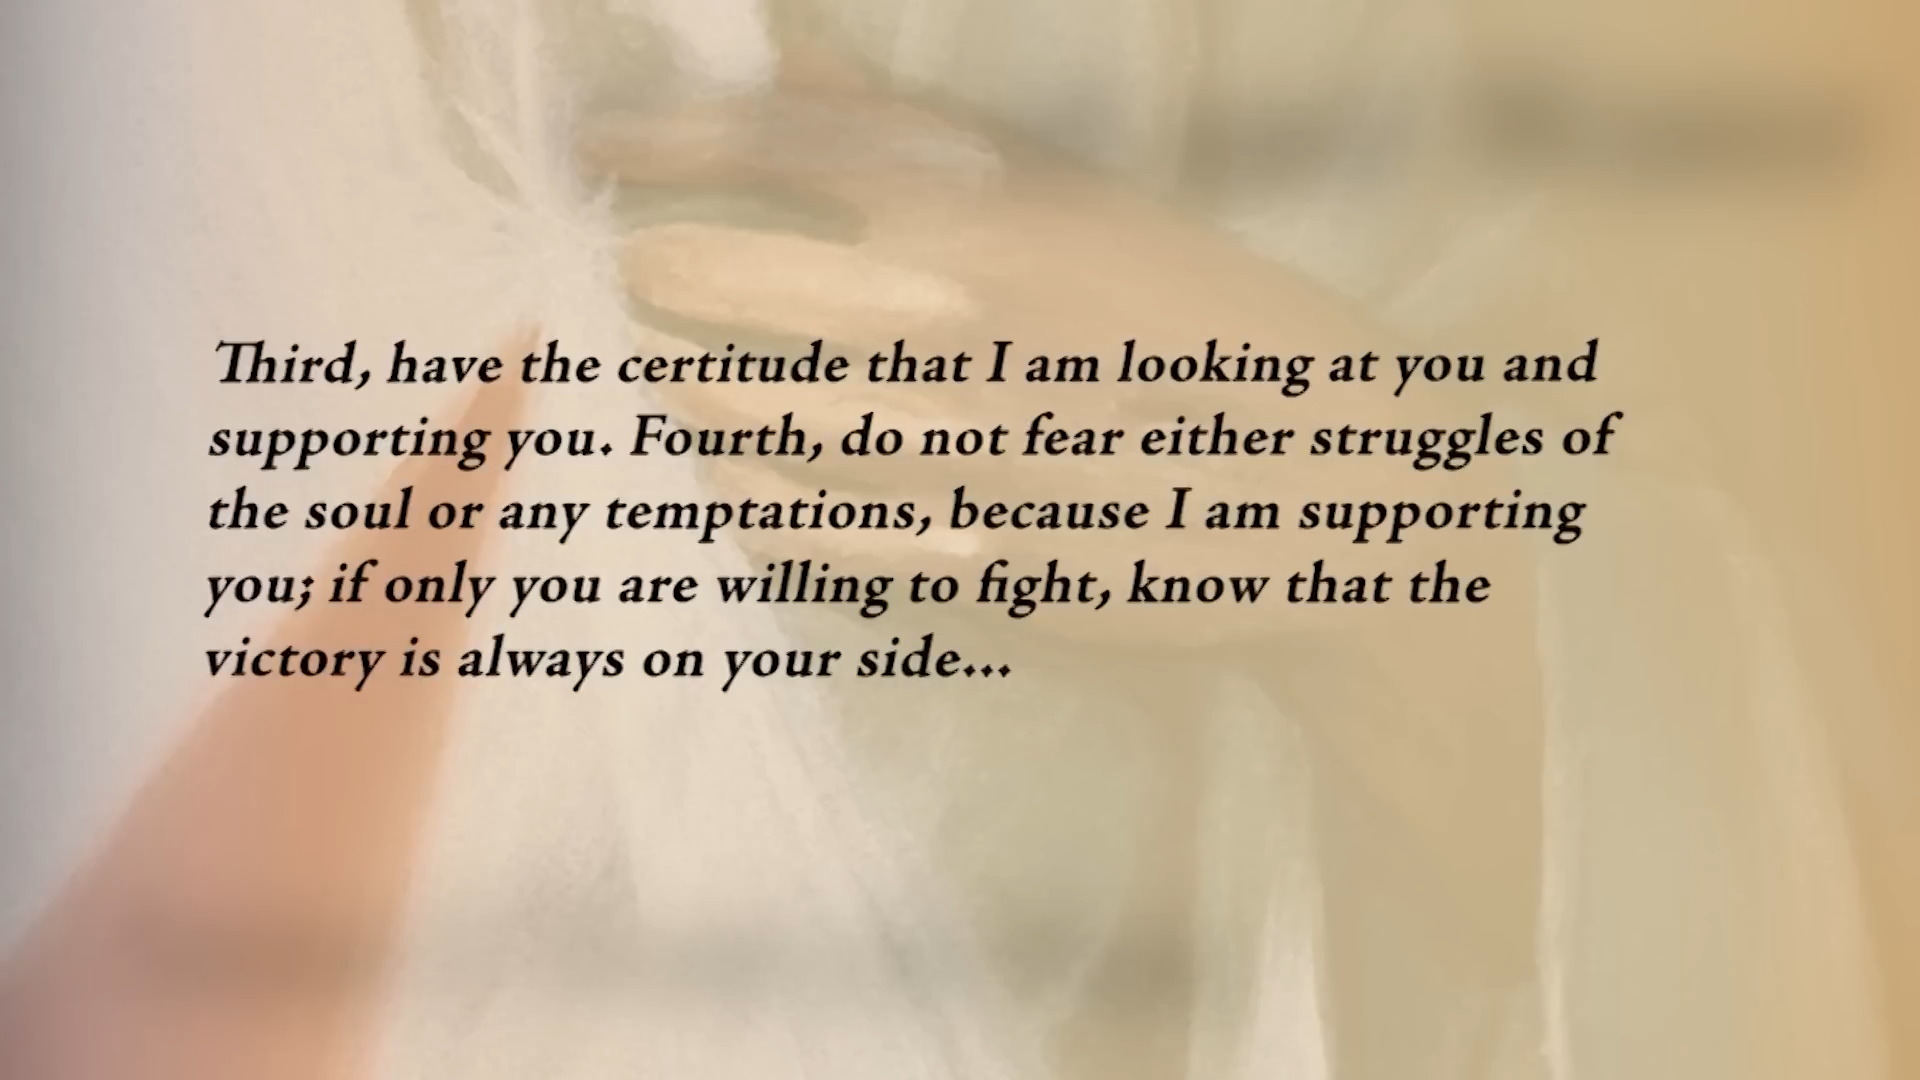 Third, have the certitude that I am looking at you and
supporting you. Fourth, do not fear either struggles of
the soul or any temptations, because I am supporting
you; if only you are willing to fight, know that the
victory is always on your side...